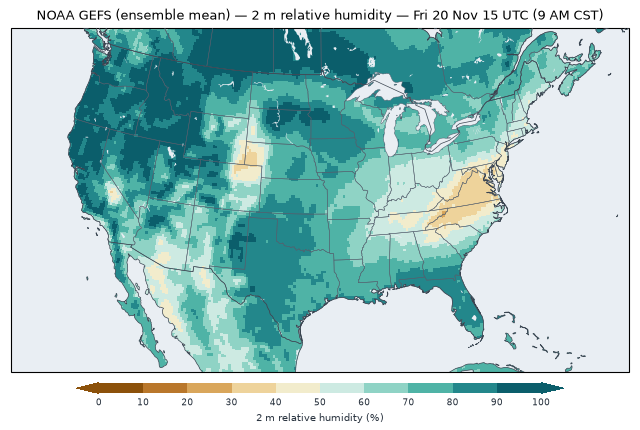 NOAA GEFS (ensemble mean) — 2 m relative humidity — Fri 20 Nov 15 UTC (9 AM CST)
0 10 20 30 40 50 60 70 80 90 100
2 m relative humidity (%)